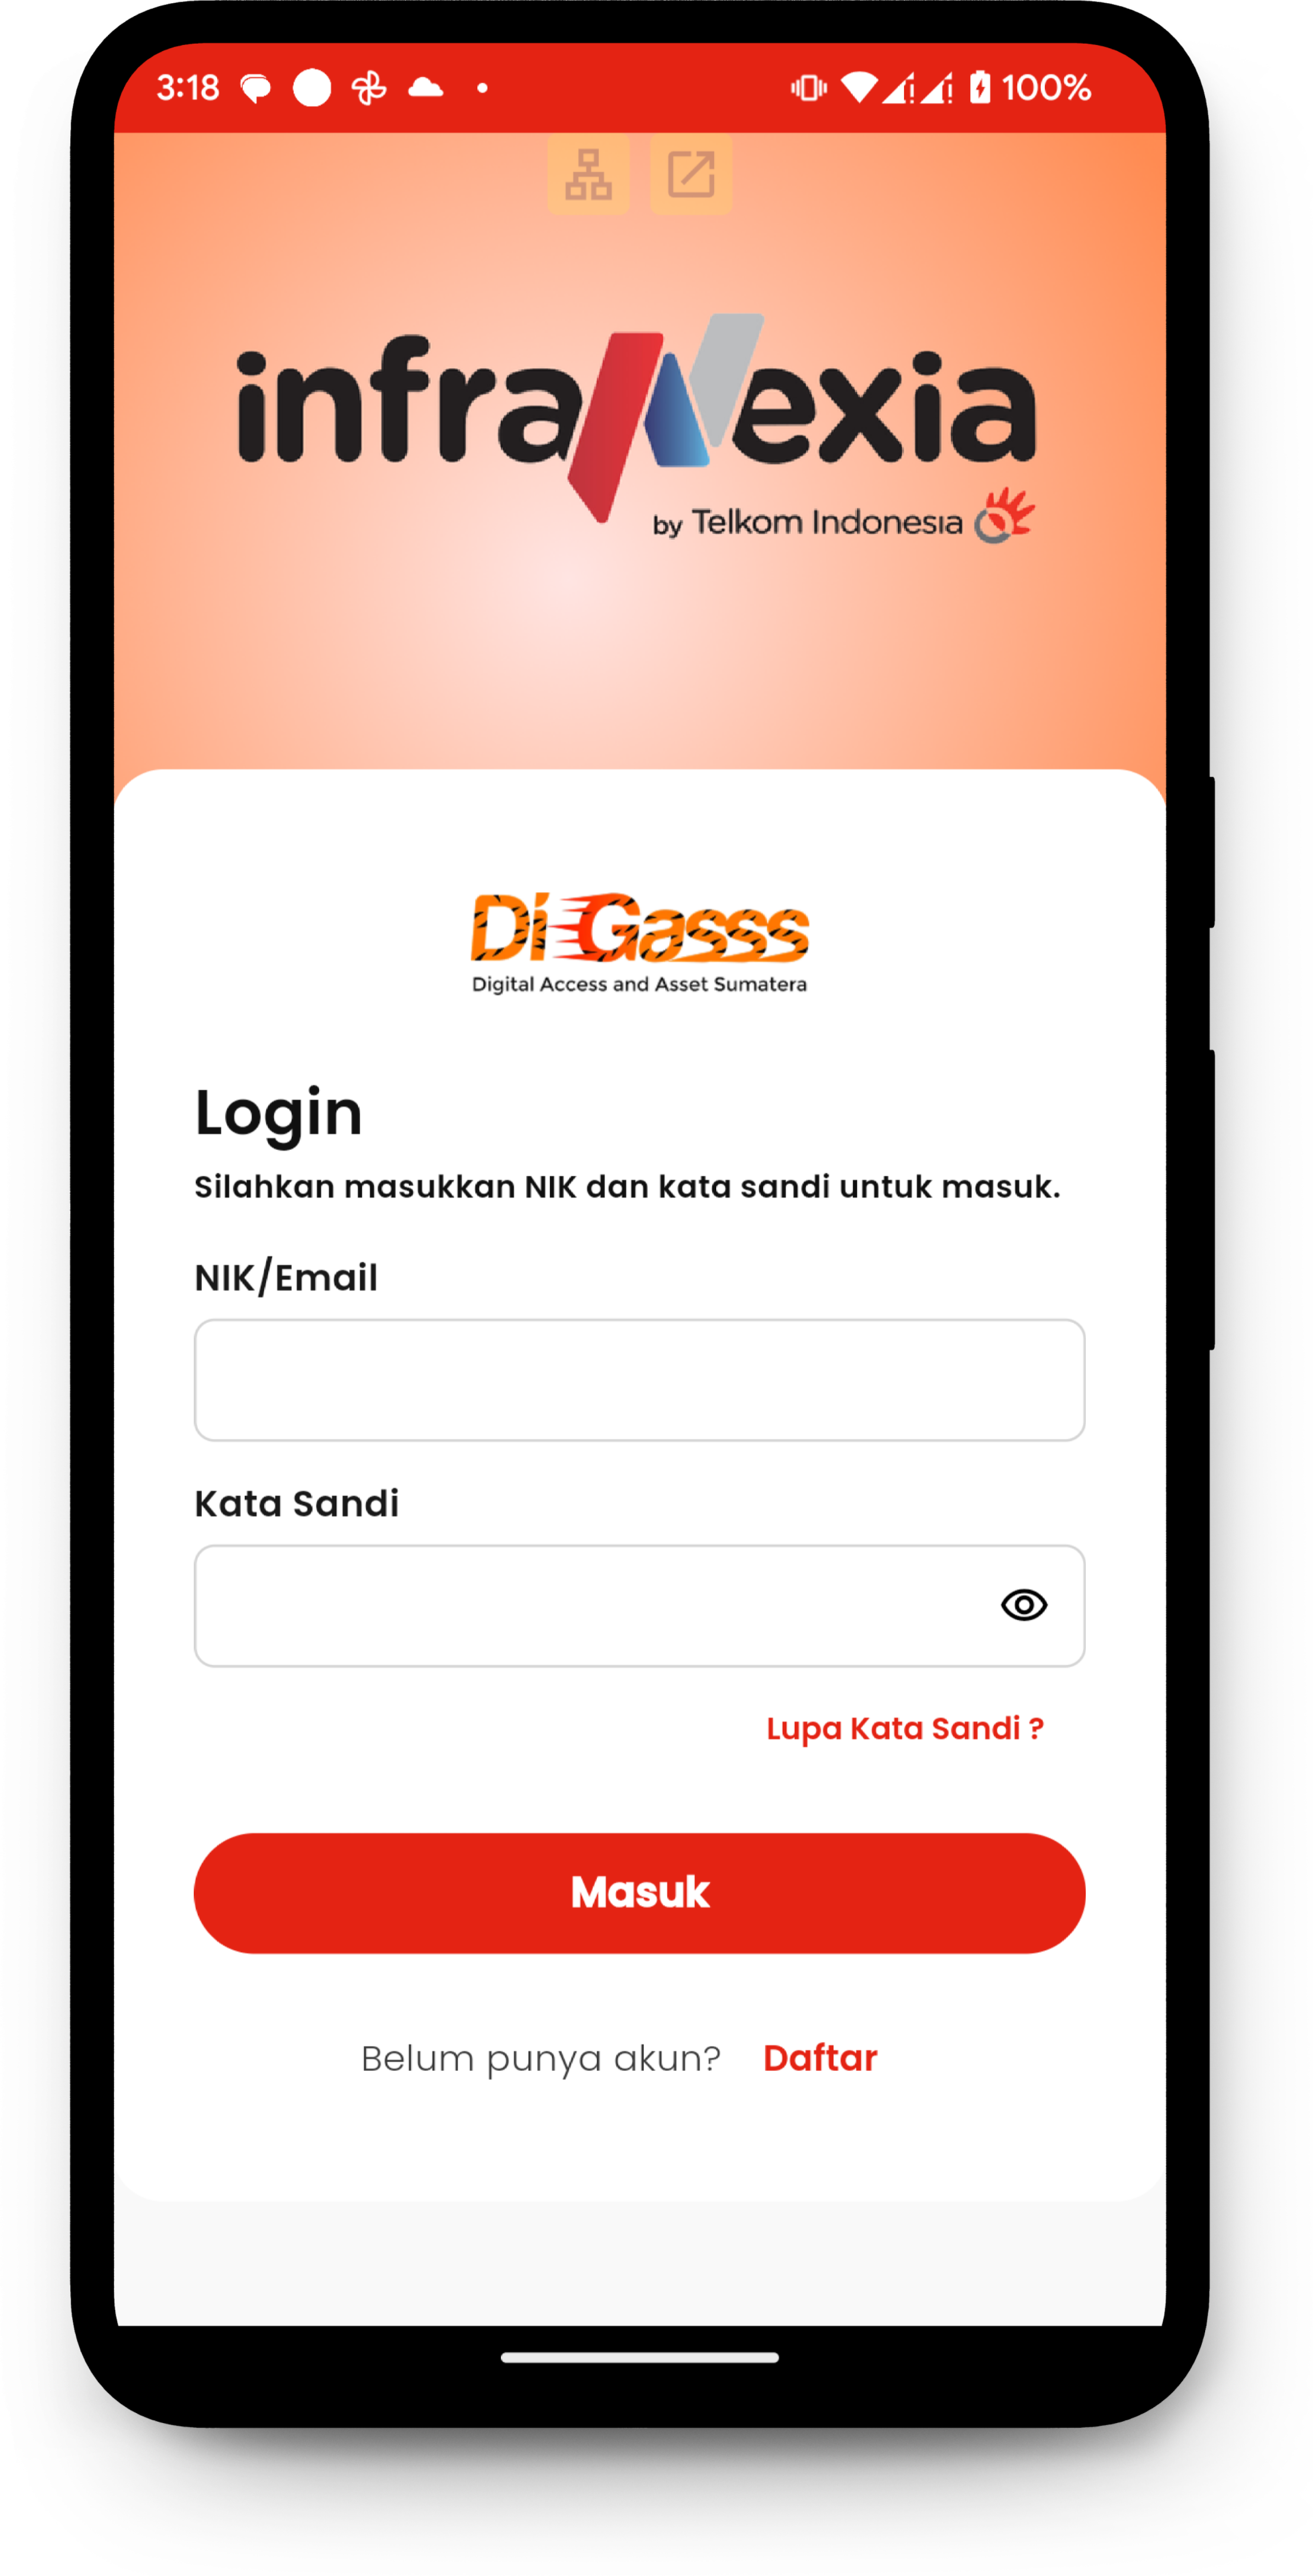 3:18
100%
infranexia
by Telkom Indonesia
DiGasss
Digital Access and Asset Sumatera
Login
Silahkan masukkan NIK dan kata sandi untuk masuk.
NIK/Email
Kata Sandi
Lupa Kata Sandi ?
Masuk
Belum punya akun? Daftar